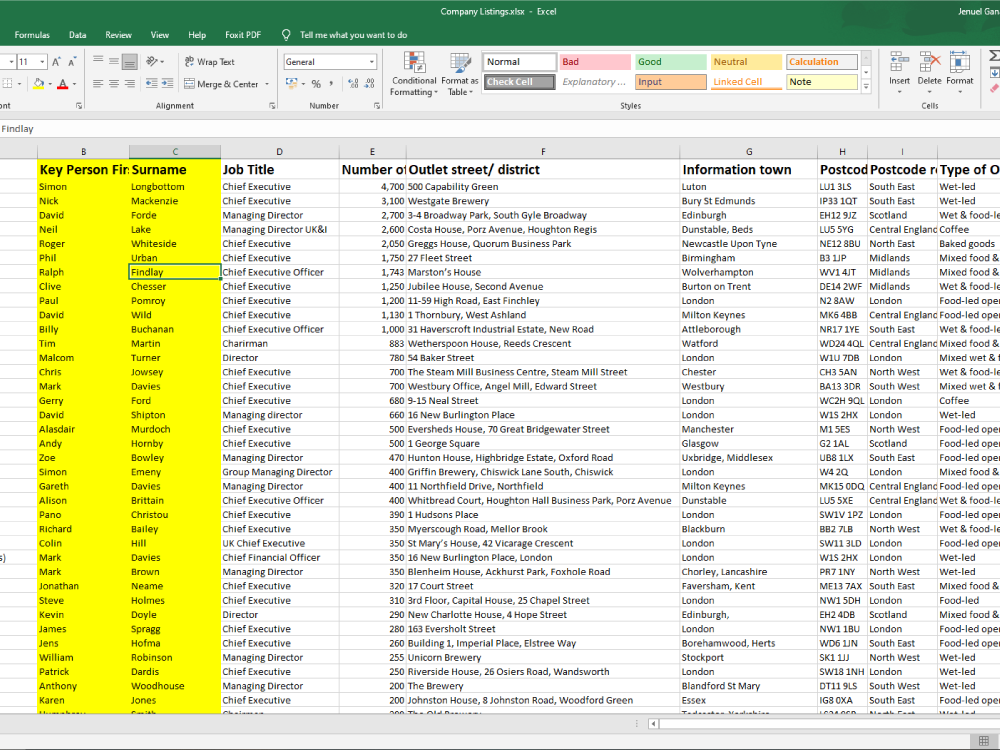 Company Listings.xlsx - Excel
Jenuel Gan
Formulas Data Review View Help Foxit PDF Tell me what you want to do
11 Wrap Text General Conditional Formatting Format as Table Normal Bad Good Neutral Calculation Insert Delete Format
Merge & Center Check Cell Explanatory ... Input Linked Cell Note
ont Alignment Number Styles Cells
Findlay
B C D E F G H I
Key Person Fir Surname Job Title Number of Outlet street/ district Information town Postcod Postcode r Type of O
Simon Longbottom Chief Executive 4,700 500 Capability Green Luton LU1 3LS South East Wet-led
Nick Mackenzie Chief Executive 3,100 Westgate Brewery Bury St Edmunds IP33 1QT South East Wet-led
David Forde Managing Director 2,700 3-4 Broadway Park, South Gyle Broadway Edinburgh EH12 9JZ Scotland Wet & food-le
Neil Lake Managing Director UK&I 2,600 Costa House, Porz Avenue, Houghton Regis Dunstable, Beds LU5 5YG Central England Coffee
Roger Whiteside Chief Executive 2,050 Greggs House, Quorum Business Park Newcastle Upon Tyne NE12 8BU North East Baked goods
Phil Urban Chief Executive 1,750 27 Fleet Street Birmingham B3 1JP Midlands Mixed food &
Ralph Findlay Chief Executive Officer 1,743 Marston's House Wolverhampton WV1 4JT Midlands Mixed food &
Clive Chesser Chief Executive 1,250 Jubilee House, Second Avenue Burton on Trent DE14 2WF Midlands Wet & food-le
Paul Pomroy Chief Executive 1,200 11-59 High Road, East Finchley London N2 8AW London Food-led ope
David Wild Chief Executive 1,130 1 Thornbury, West Ashland Milton Keynes MK6 4BB Central England Food-led ope
Billy Buchanan Chief Executive Officer 1,000 31 Haverscroft Industrial Estate, New Road Attleborough NR17 1YE South East Wet & food-le
Tim Martin Charirman 883 Wetherspoon House, Reeds Crescent Watford WD24 4QL Central England Mixed food &
Malcom Turner Director 780 54 Baker Street London W1U 7DB London Mixed wet & f
Chris Jowsey Chief Executive 700 The Steam Mill Business Centre, Steam Mill Street Chester CH3 5AN North West Wet & food-le
Mark Davies Chief Executive 700 Westbury Office, Angel Mill, Edward Street Westbury BA13 3DR South West Mixed wet & f
Gerry Ford Chief Executive 680 9-15 Neal Street London WC2H 9QL London Coffee
David Shipton Managing director 660 16 New Burlington Place London W1S 2HX London Wet-led
Alasdair Murdoch Chief Executive 500 Eversheds House, 70 Great Bridgewater Street Manchester M1 5ES North West Food-led oper
Andy Hornby Chief Executive 500 1 George Square Glasgow G2 1AL Scotland Food-led oper
Zoe Bowley Managing Director 470 Hunton House, Highbridge Estate, Oxford Road Uxbridge, Middlesex UB8 1LX South East Food-led oper
Simon Emeny Group Managing Director 400 Griffin Brewery, Chiswick Lane South, Chiswick London W4 2Q London Mixed food &
Gareth Davies Managing Director 400 11 Northfield Drive, Northfield Milton Keynes MK15 0DQ Central England Food-led oper
Alison Brittain Chief Executive Officer 400 Whitbread Court, Houghton Hall Business Park, Porz Avenue Dunstable LU5 5XE Central England Wet & food-le
Pano Christou Chief Executive 390 1 Hudsons Place London SW1V 1PZ London Food-led oper
Richard Bailey Chief Executive 350 Myerscough Road, Mellor Brook Blackburn BB2 7LB North West Wet & food-le
Colin Hill UK Chief Executive 350 St Mary's House, 42 Vicarage Crescent London SW11 3LD London Food-led oper
s) Mark Davies Chief Financial Officer 350 16 New Burlington Place, London London W1S 2HX London Wet-led
Mark Brown Managing Director 350 Blenheim House, Ackhurst Park, Foxhole Road Chorley, Lancashire PR7 1NY North West Wet-led
Jonathan Neame Chief Executive 320 17 Court Street Faversham, Kent ME13 7AX South East Mixed food &
Steve Holmes Chief Executive 310 3rd Floor, Capital House, 25 Chapel Street London NW1 5DH London Food-led
Kevin Doyle Director 290 New Charlotte House, 4 Hope Street Edinburgh, EH2 4DB Scotland Mixed food &
James Spragg Chief Executive 280 163 Eversholt Street London NW1 1BU London Food-led oper
Jens Hofma Chief Executive 260 Building 1, Imperial Place, Elstree Way Borehamwood, Herts WD6 1JN South East Food-led oper
William Robinson Managing Director 255 Unicorn Brewery Stockport SK1 1JJ North West Wet-led
Patrick Dardis Chief Executive 250 Riverside House, 26 Osiers Road, Wandsworth London SW18 1NH London Wet-led
Anthony Woodhouse Managing Director 200 The Brewery Blandford St Mary DT11 9LS South West Wet-led
Karen Jones Chief Executive 200 Johnston House, 8 Johnston Road, Woodford Green Essex IG8 0XA South East Food-led oper